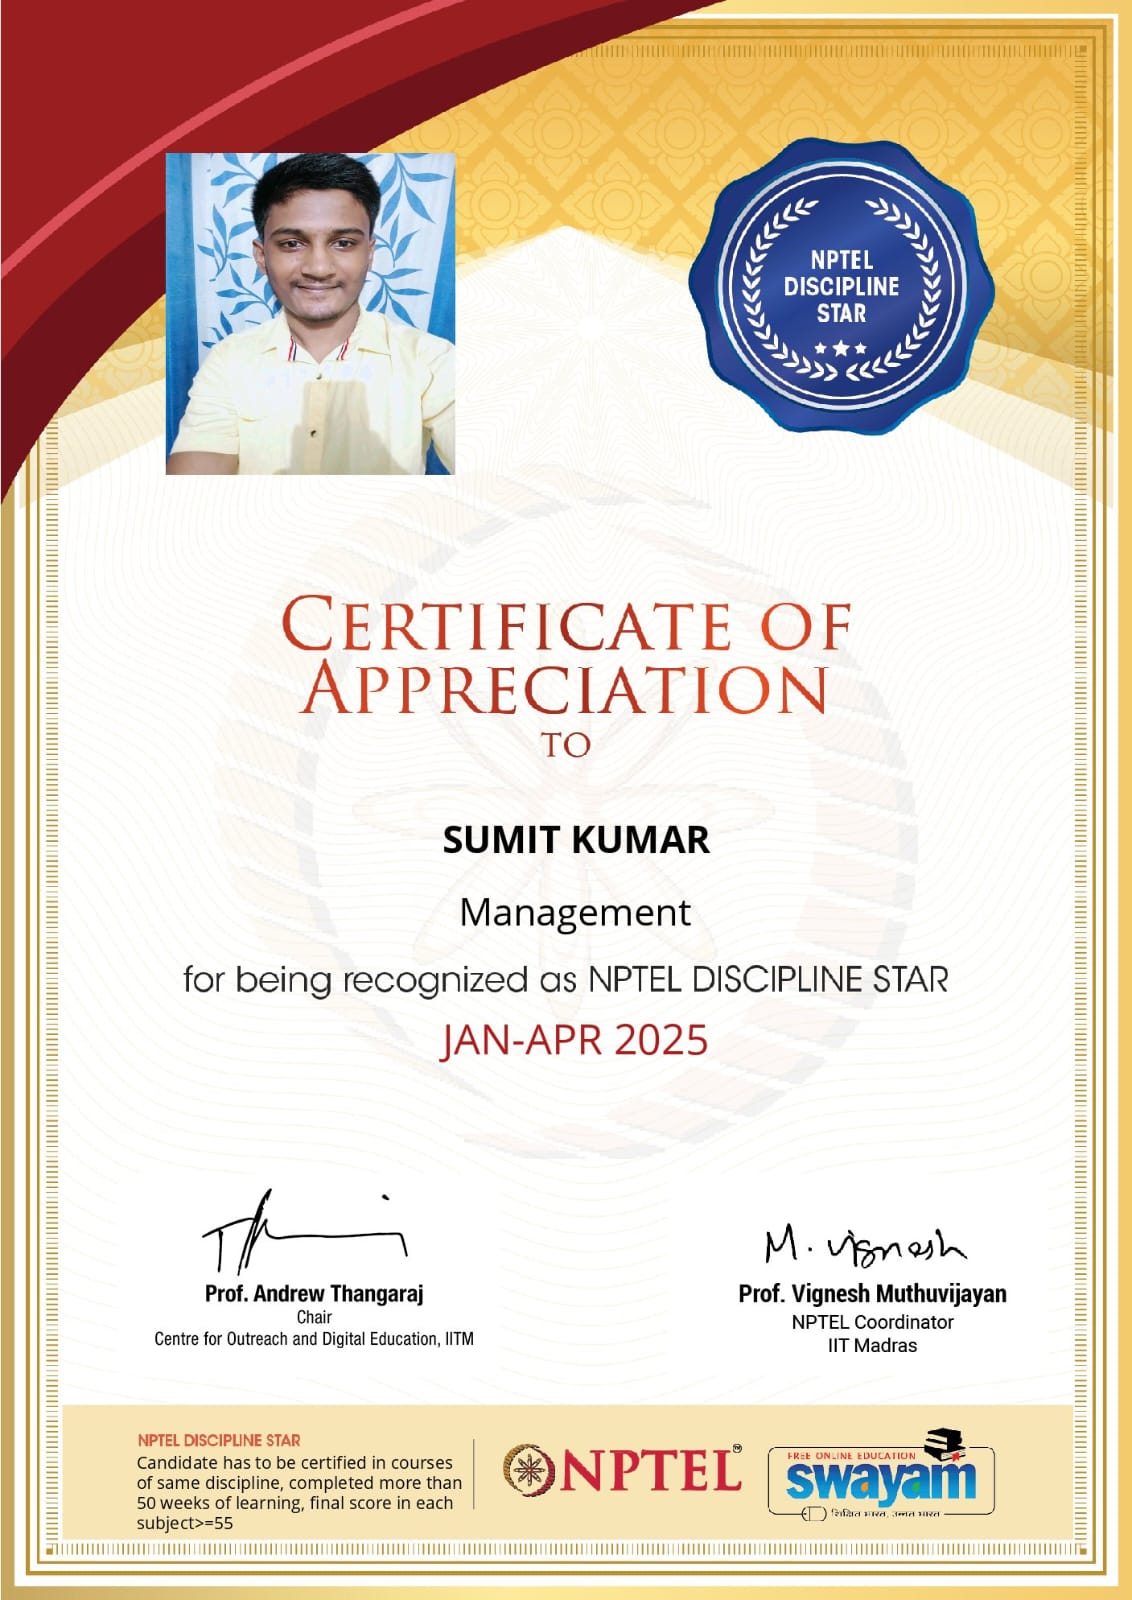 NPTEL
DISCIPLINE
STAR
CERTIFICATE OF
APPRECIATION
TO
SUMIT KUMAR
Management
for being recognized as NPTEL DISCIPLINE STAR
JAN-APR 2025
M. Vignesh
Prof. Andrew Thangaraj
Chair
Centre for Outreach and Digital Education, IITM
Prof. Vignesh Muthuvijayan
NPTEL Coordinator
IIT Madras
NPTEL DISCIPLINE STAR
Candidate has to be certified in courses
of same discipline, completed more than
50 weeks of learning, final score in each
subject>=55
NPTEL™
FREE ONLINE EDUCATION
swayam
शिक्षित भारत, उन्नत भारत